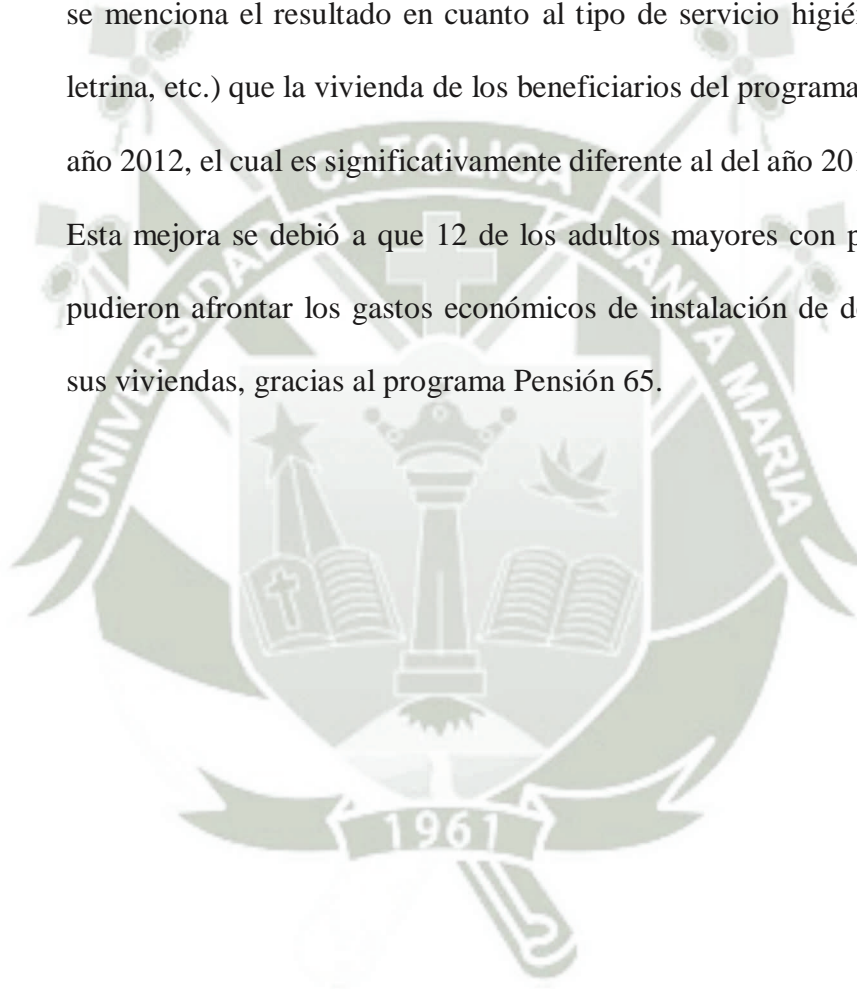 se menciona el resultado en cuanto al tipo de servicio
letrina, etc.) que la vivienda de los beneficiarios del programa
año 2012, el cual es significativamente diferente al del año
Esta mejora se debió a que 12 de los adultos mayores con
pudieron afrontar los gastos económicos de instalación de
sus viviendas, gracias al programa Pensión 65.
UNIVERSIDAD CATOLICA SANTA MARIA
1961